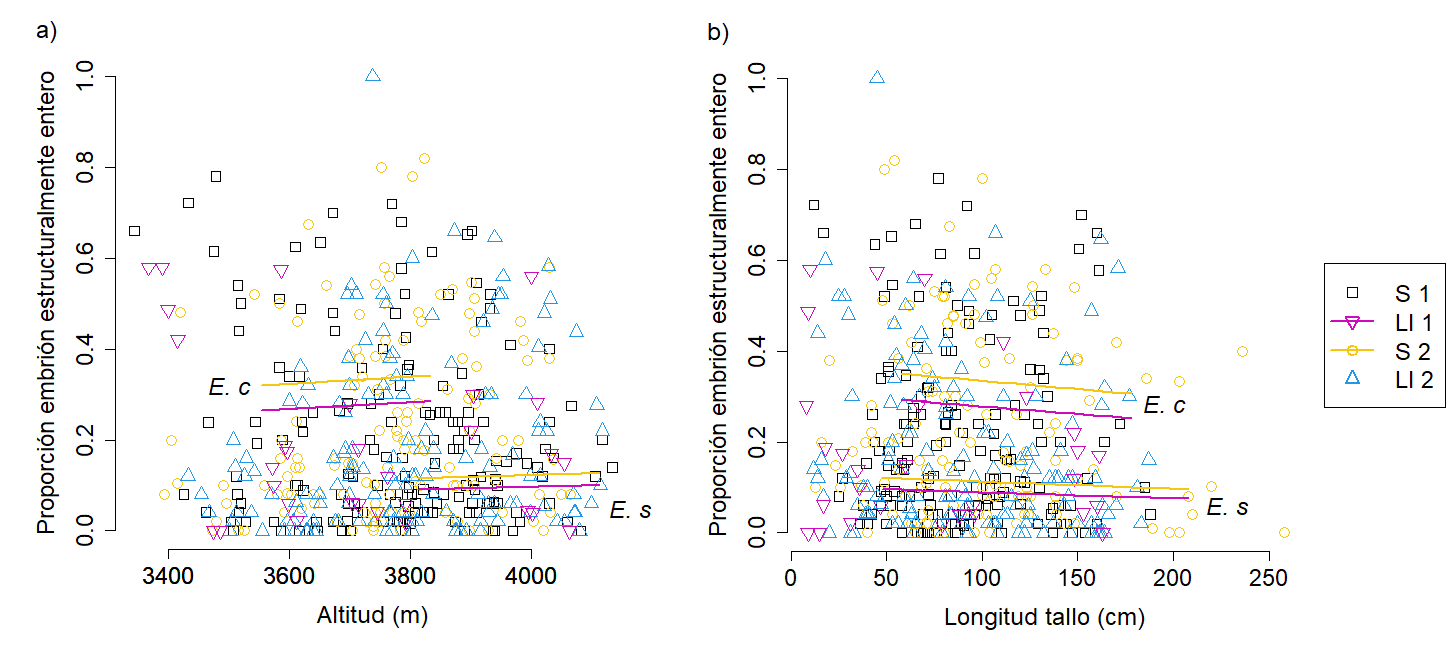 a)
Proporción embrión estructuralmente entero
0.0 0.2 0.4 0.6 0.8 1.0
E. c
E. s
3400 3600 3800 4000
Altitud (m)
b)
Proporción embrión estructuralmente entero
0.0 0.2 0.4 0.6 0.8 1.0
E. c
E. s
0 50 100 150 200 250
Longitud tallo (cm)
S 1
LI 1
S 2
LI 2